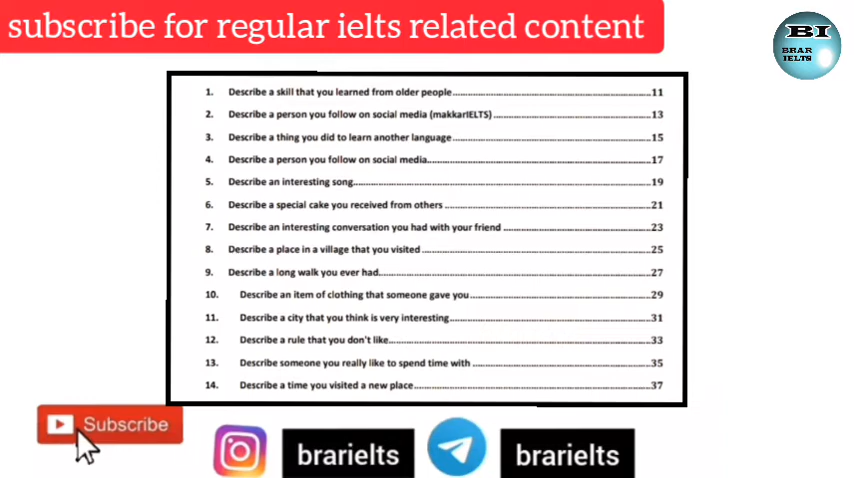 subscribe for regular ielts related content
BI
BRAR
IELTS
1. Describe a skill that you learned from older people........11
2. Describe a person you follow on social media (makkarIELTS)........13
3. Describe a thing you did to learn another language........15
4. Describe a person you follow on social media........17
5. Describe an interesting song........19
6. Describe a special cake you received from others........21
7. Describe an interesting conversation you had with your friend........23
8. Describe a place in a village that you visited........25
9. Describe a long walk you ever had........27
10. Describe an item of clothing that someone gave you........29
11. Describe a city that you think is very interesting........31
12. Describe a rule that you don't like........33
13. Describe someone you really like to spend time with........35
14. Describe a time you visited a new place........37
Subscribe
brarielts
brarielts